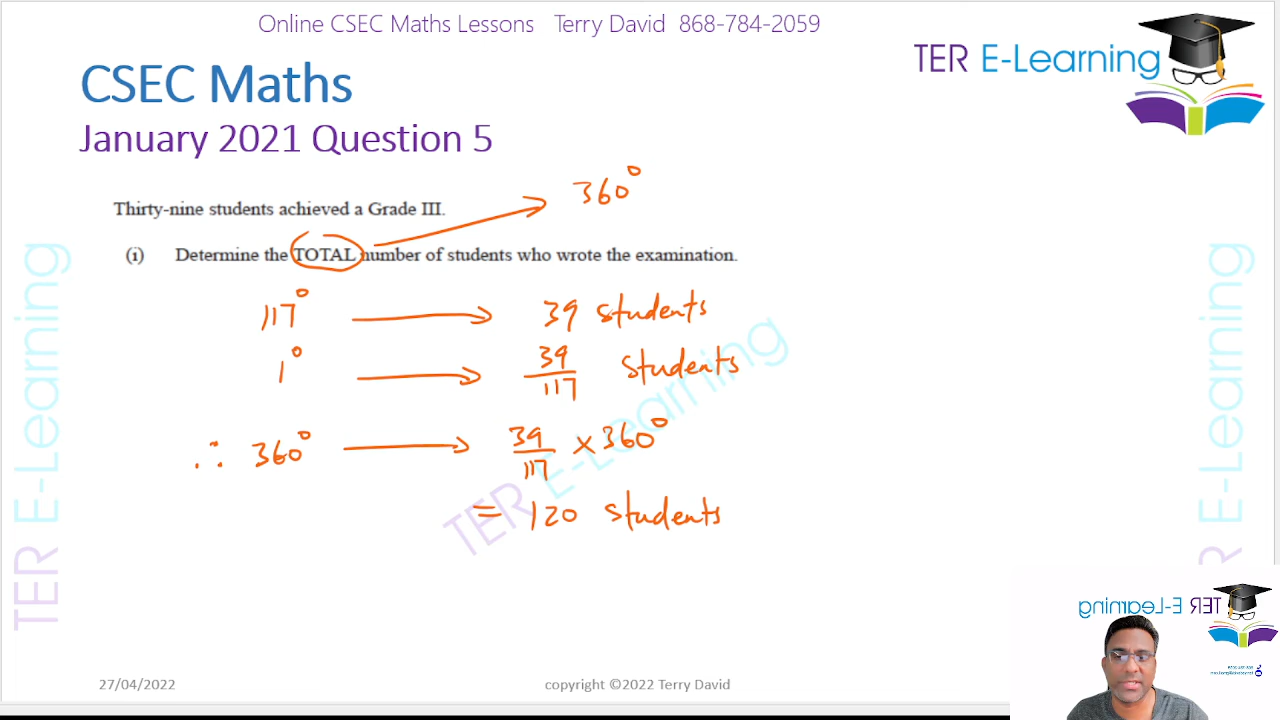 Online CSEC Maths Lessons Terry David 868-784-2059
TER E-Learning
CSEC Maths
January 2021 Question 5
360°
Thirty-nine students achieved a Grade III.
(i) Determine the TOTAL number of students who wrote the examination.
117° → 39 students
1° → 39/117 students
∴ 360° → 39/117 × 360°
= 120 students
TER E-Learning
TER E-Learning
TER E-Learning
TER E-Learning
27/04/2022
copyright ©2022 Terry David